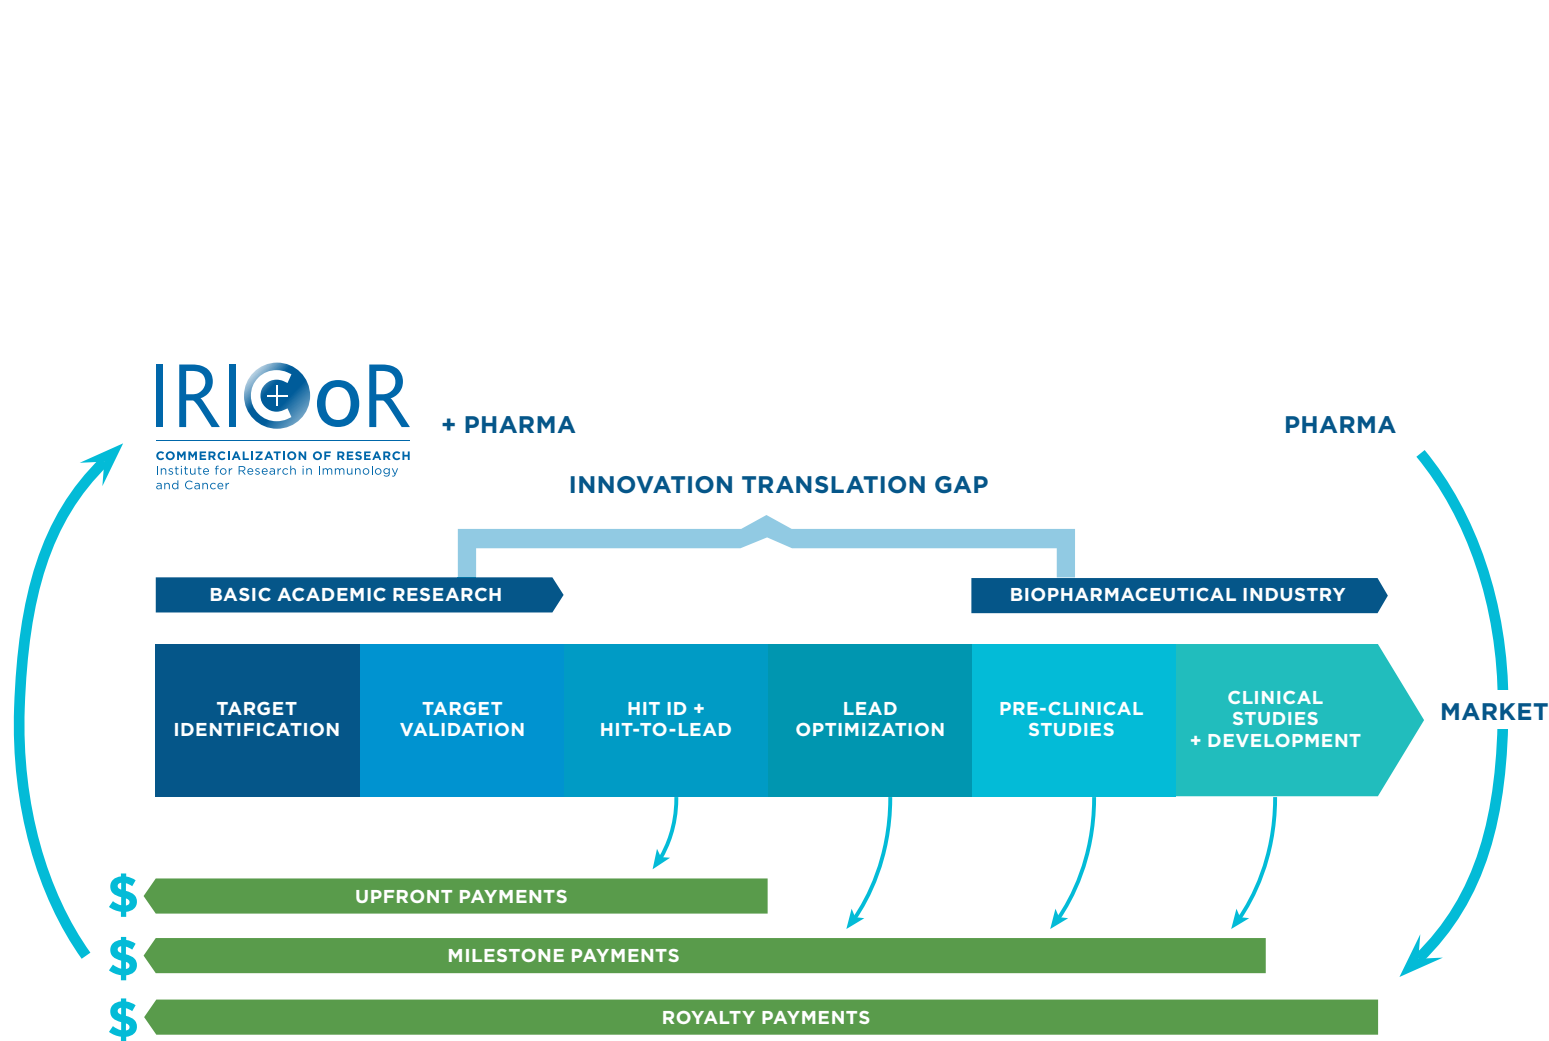 IRICoR
COMMERCIALIZATION OF RESEARCH
Institute for Research in Immunology
and Cancer
+ PHARMA
PHARMA
INNOVATION TRANSLATION GAP
BASIC ACADEMIC RESEARCH
BIOPHARMACEUTICAL INDUSTRY
TARGET
IDENTIFICATION
TARGET
VALIDATION
HIT ID +
HIT-TO-LEAD
LEAD
OPTIMIZATION
PRE-CLINICAL
STUDIES
CLINICAL
STUDIES
+ DEVELOPMENT
MARKET
$ UPFRONT PAYMENTS
$ MILESTONE PAYMENTS
$ ROYALTY PAYMENTS